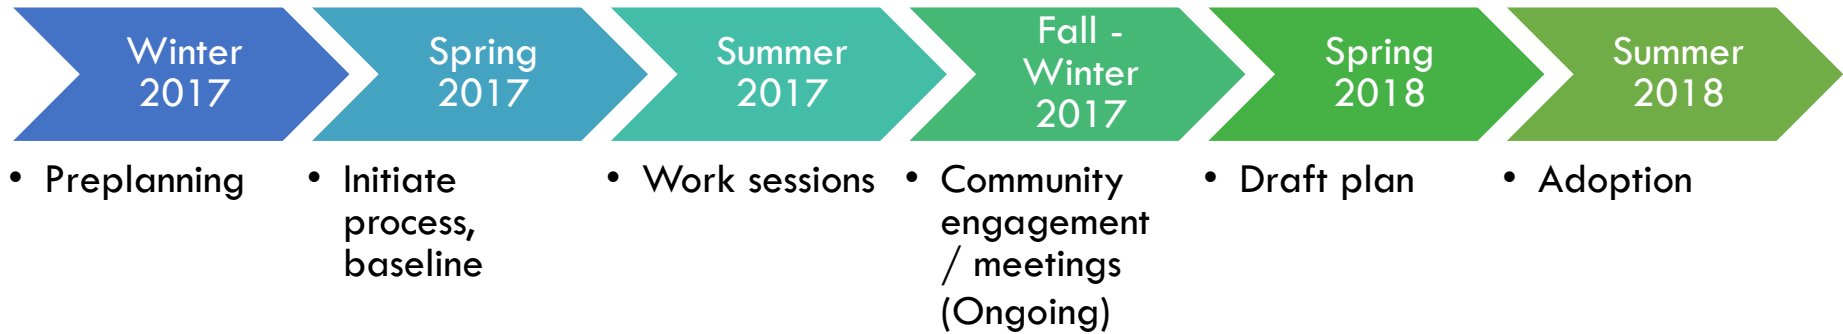 Winter
2017
Spring
2017
Summer
2017
Fall -
Winter
2017
Spring
2018
Summer
2018
• Preplanning
• Initiate
process,
baseline
• Work sessions
• Community
engagement
/ meetings
(Ongoing)
• Draft plan
• Adoption